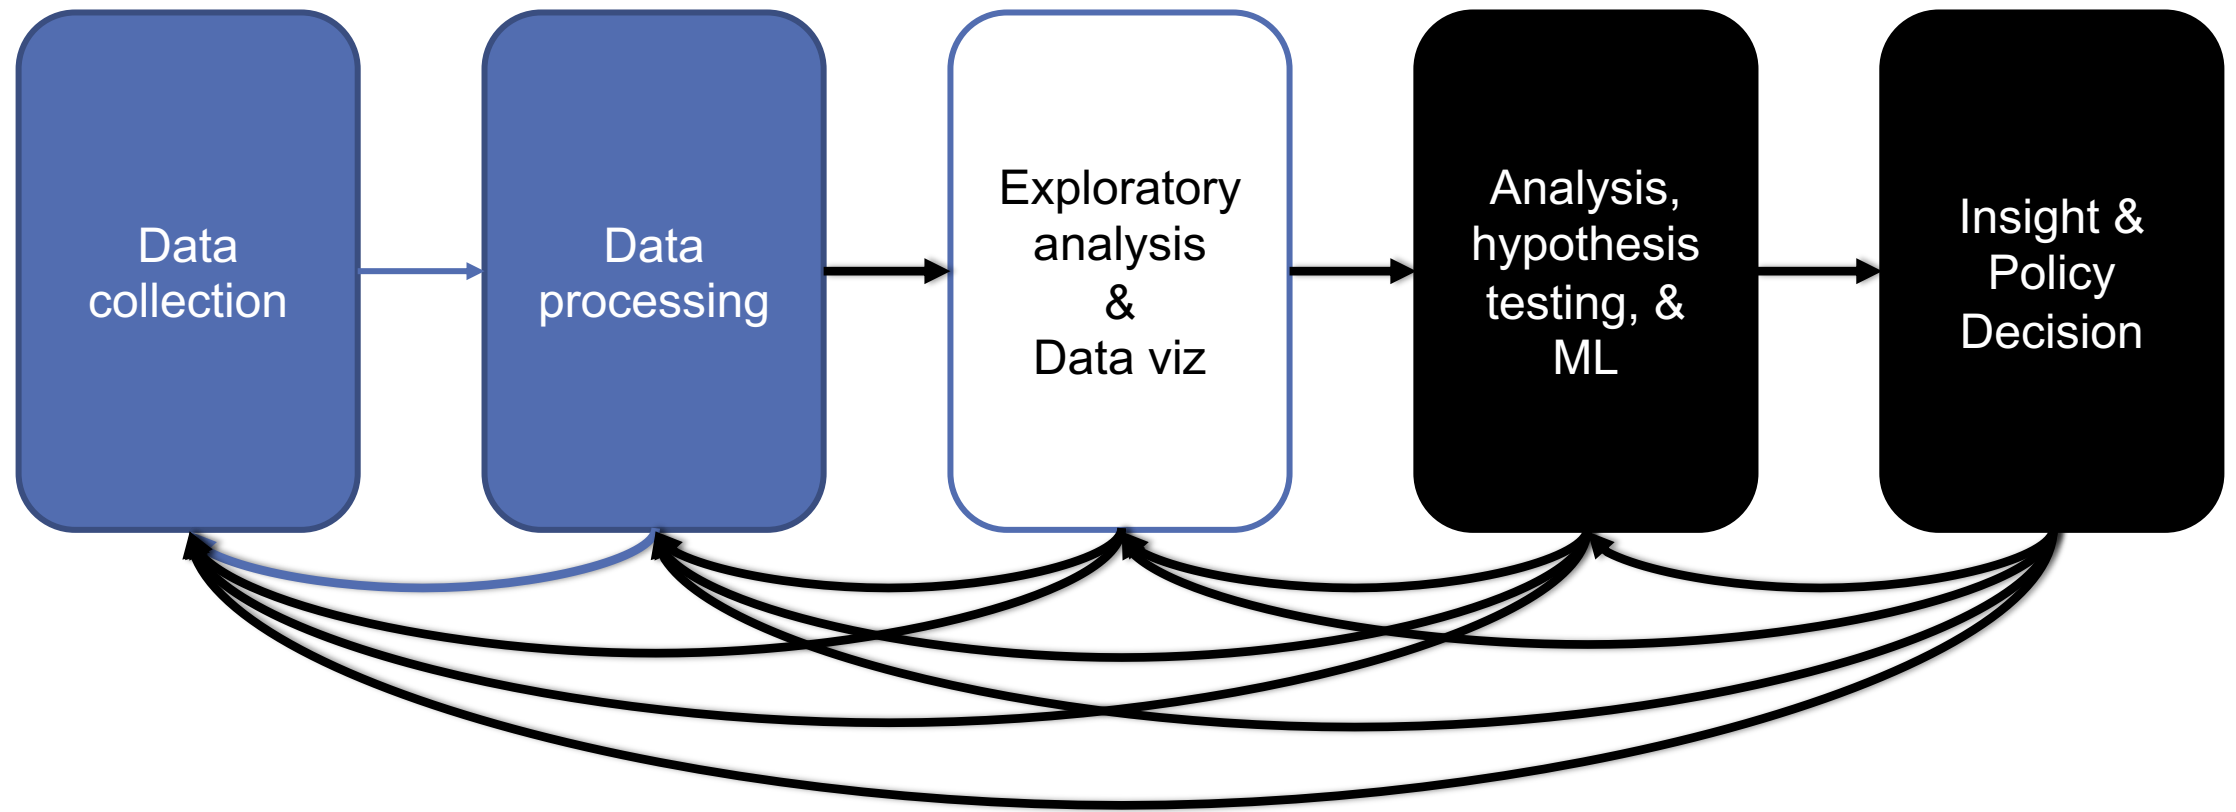 Data
collection
Data
processing
Exploratory
analysis
&
Data viz
Analysis,
hypothesis
testing, &
ML
Insight &
Policy
Decision